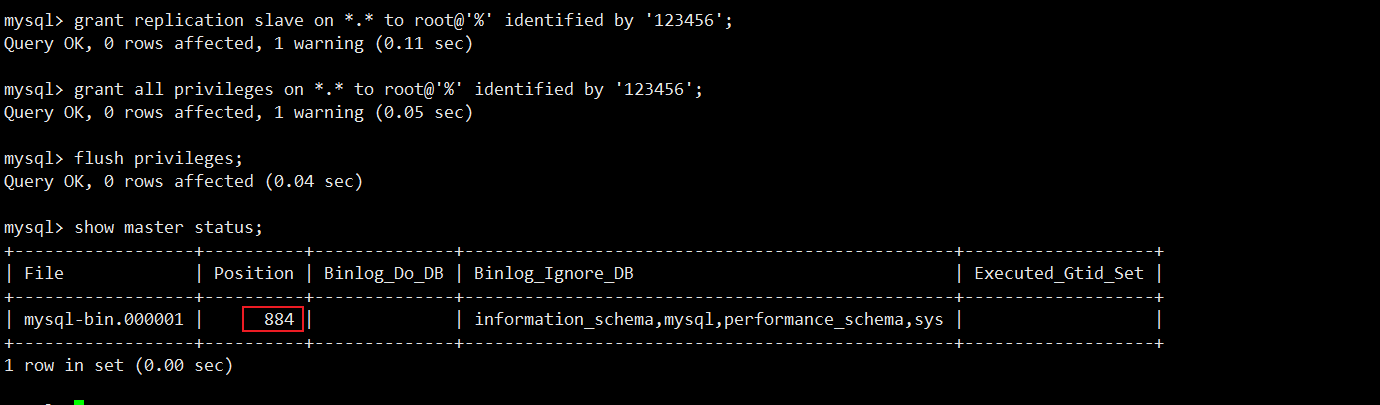 mysql> grant replication slave on *.* to root@'%' identified by '123456';
Query OK, 0 rows affected, 1 warning (0.11 sec)
mysql> grant all privileges on *.* to root@'%' identified by '123456';
Query OK, 0 rows affected, 1 warning (0.05 sec)
mysql> flush privileges;
Query OK, 0 rows affected (0.04 sec)
mysql> show master status;
+------------------+----------+--------------+-------------------------------------------------+-------------------+
| File             | Position | Binlog_Do_DB | Binlog_Ignore_DB                                | Executed_Gtid_Set |
+------------------+----------+--------------+-------------------------------------------------+-------------------+
| mysql-bin.000001 |      884 |              | information_schema,mysql,performance_schema,sys |                   |
+------------------+----------+--------------+-------------------------------------------------+-------------------+
1 row in set (0.00 sec)